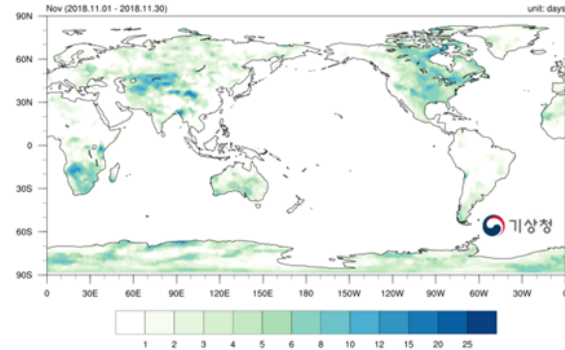 Nov (2018.11.01 - 2018.11.30) unit: days
90N
60N
30N
0
30S
60S
90S
기상청
0 30E 60E 90E 120E 150E 180 150W 120W 90W 60W 30W 0
1 2 3 4 5 6 8 10 12 15 20 25